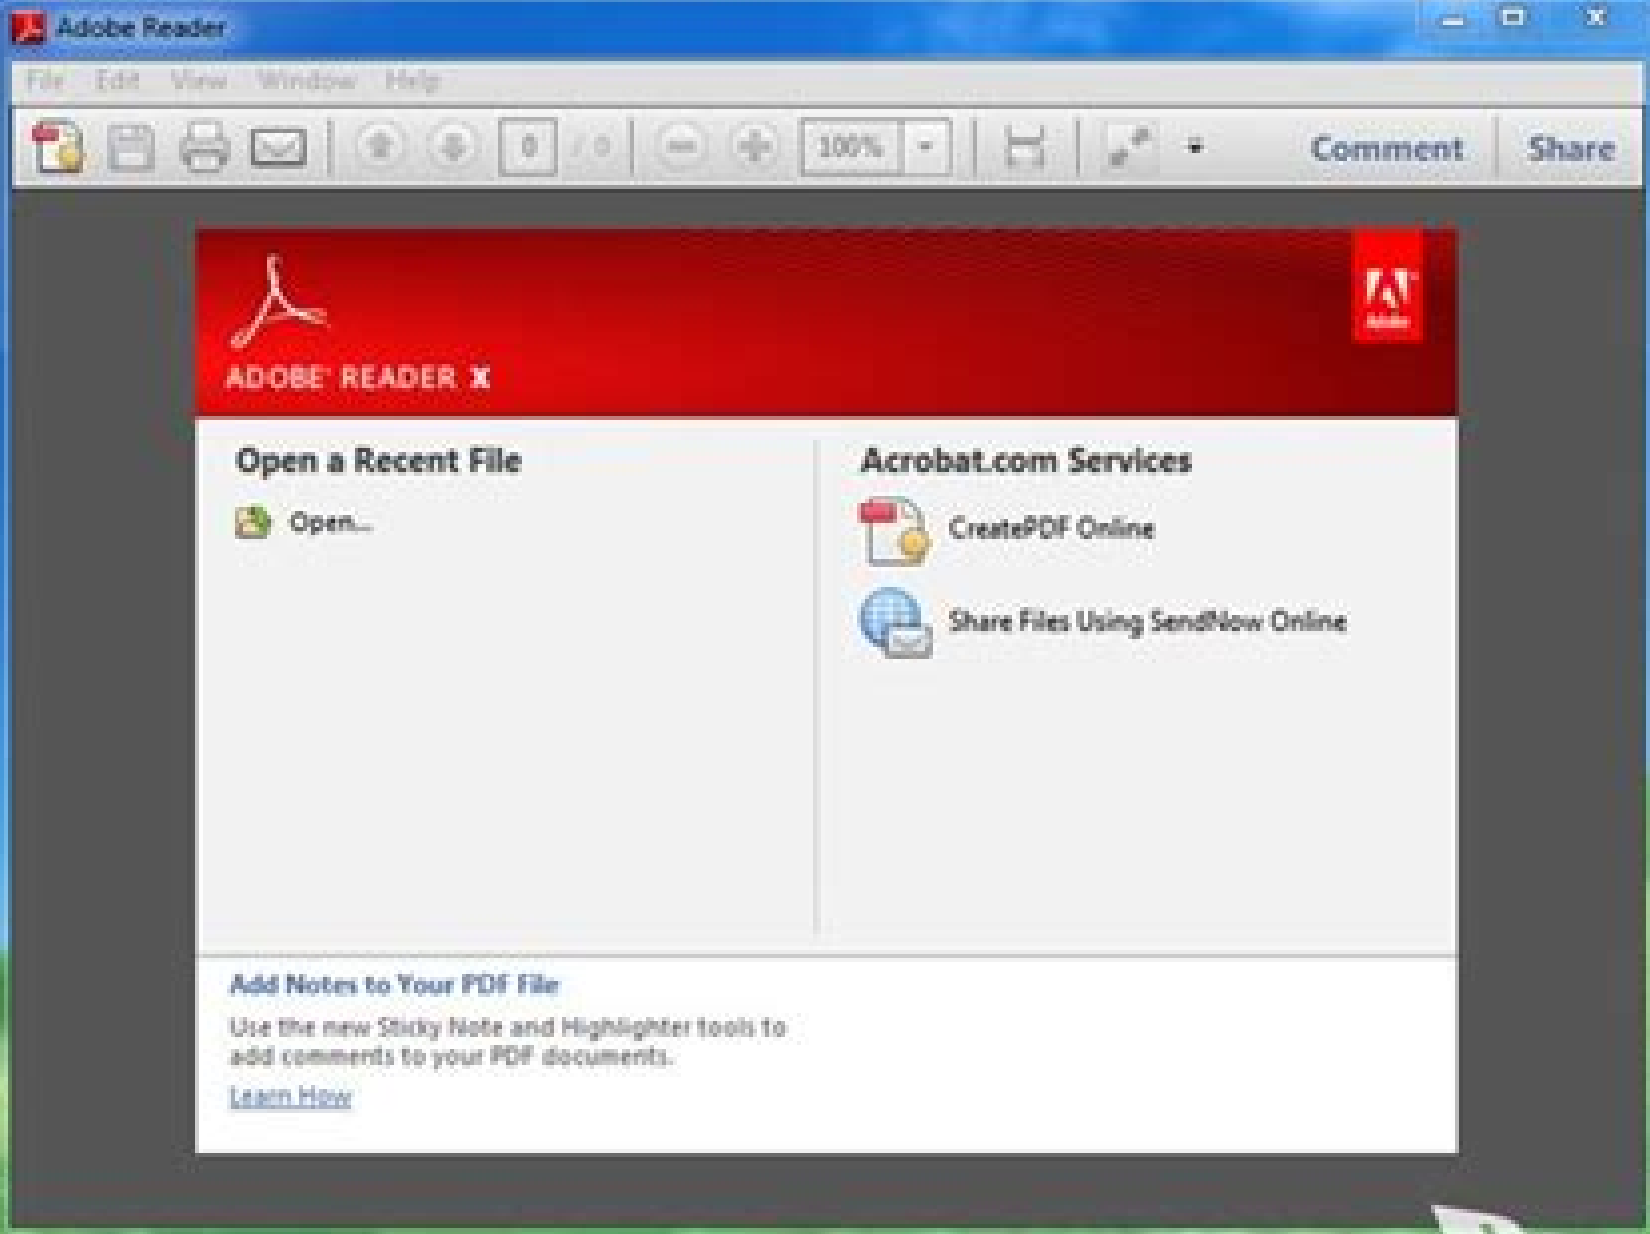 Adobe Reader
File Edit View Window Help
0 / 0 100% Comment Share
Adobe
ADOBE® READER X
Open a Recent File
Open...
Acrobat.com Services
CreatePDF Online
Share Files Using SendNow Online
Add Notes to Your PDF File
Use the new Sticky Note and Highlighter tools to
add comments to your PDF documents.
Learn How